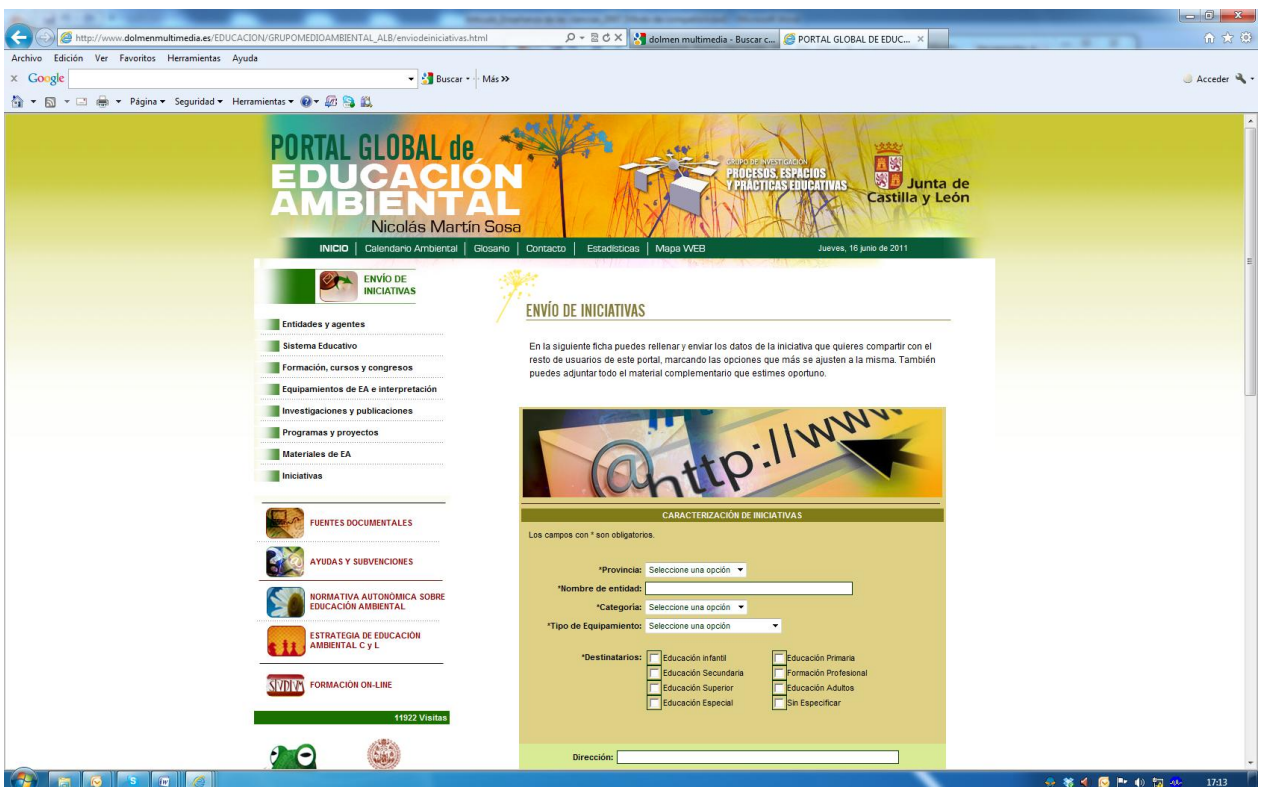 http://www.dolmenmultimedia.es/EDUCACION/GRUPOMEDIOAMBIENTAL_ALB/enviodeiniciativas.html
dolmen multimedia - Buscar c...
PORTAL GLOBAL DE EDUC...
Archivo Edición Ver Favoritos Herramientas Ayuda
x Google
Buscar
Más >>
Acceder
Página Seguridad Herramientas
PORTAL GLOBAL de
EDUCACIÓN
AMBIENTAL
Nicolás Martín Sosa
GRUPO DE INVESTIGACIÓN
PROCESOS, ESPACIOS
Y PRÁCTICAS EDUCATIVAS
Junta de
Castilla y León
INICIO | Calendario Ambiental | Glosario | Contacto | Estadísticas | Mapa WEB
Jueves, 16 junio de 2011
ENVÍO DE
INICIATIVAS
Entidades y agentes
Sistema Educativo
Formación, cursos y congresos
Equipamientos de EA e interpretación
Investigaciones y publicaciones
Programas y proyectos
Materiales de EA
Iniciativas
FUENTES DOCUMENTALES
AYUDAS Y SUBVENCIONES
NORMATIVA AUTONÓMICA SOBRE
EDUCACIÓN AMBIENTAL
ESTRATEGIA DE EDUCACIÓN
AMBIENTAL C y L
FORMACIÓN ON-LINE
11922 Visitas
ENVÍO DE INICIATIVAS
En la siguiente ficha puedes rellenar y enviar los datos de la iniciativa que quieres compartir con el
resto de usuarios de este portal, marcando las opciones que más se ajusten a la misma. También
puedes adjuntar todo el material complementario que estimes oportuno.
@http://www
CARACTERIZACIÓN DE INICIATIVAS
Los campos con * son obligatorios.
*Provincia: Seleccione una opción
*Nombre de entidad:
*Categoria: Seleccione una opción
*Tipo de Equipamiento: Seleccione una opción
*Destinatarios: Educación infantil Educación Primaria
Educación Secundaria Formación Profesional
Educación Superior Educación Adultos
Educación Especial Sin Especificar
Dirección:
17:13